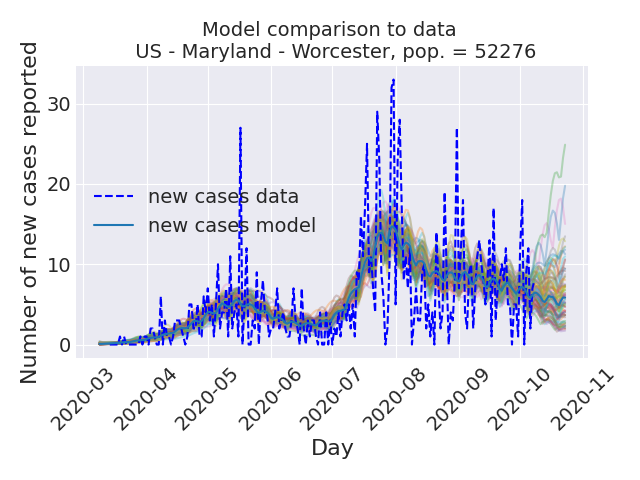 Model comparison to data
US - Maryland - Worcester, pop. = 52276
Number of new cases reported
30
20
10
0
new cases data
new cases model
2020-03
2020-04
2020-05
2020-06
2020-07
2020-08
2020-09
2020-10
2020-11
Day